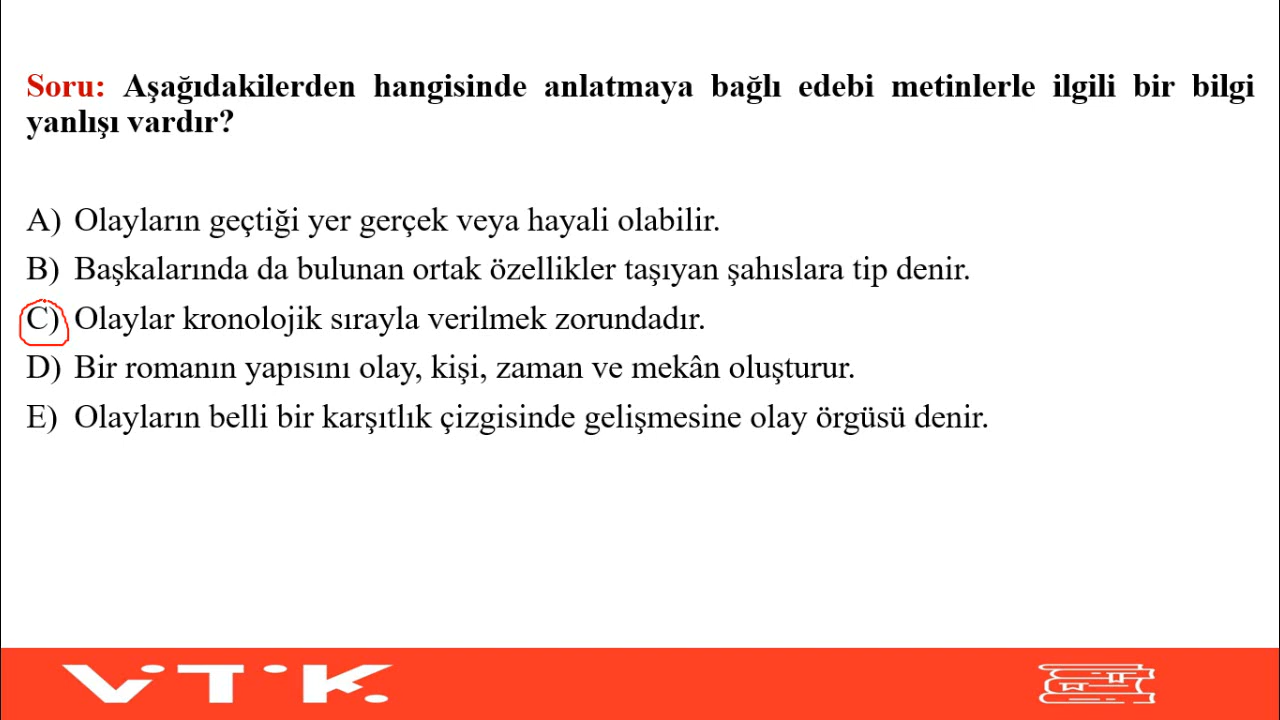 Soru: Aşağıdakilerden hangisinde anlatmaya bağlı edebi metinlerle ilgili bir bilgi
yanlışı vardır?
A) Olayların geçtiği yer gerçek veya hayali olabilir.
B) Başkalarında da bulunan ortak özellikler taşıyan şahıslara tip denir.
C) Olaylar kronolojik sırayla verilmek zorundadır.
D) Bir romanın yapısını olay, kişi, zaman ve mekân oluşturur.
E) Olayların belli bir karşıtlık çizgisinde gelişmesine olay örgüsü denir.
VİTİK.